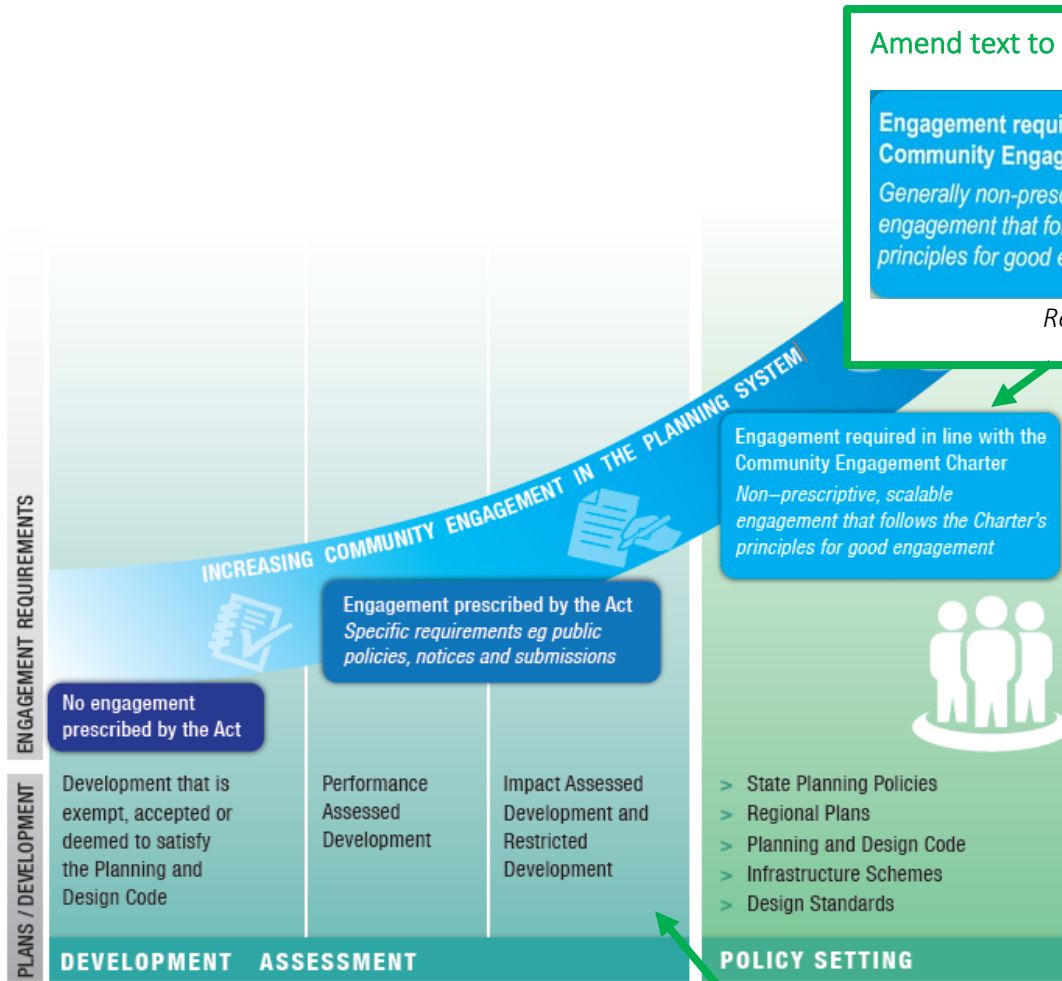 Amend text to
Engagement requi
Community Engag
Generally non-pres
engagement that fo
principles for good e
R
INCREASING COMMUNITY ENGAGEMENT IN THE PLANNING SYSTEM
Engagement required in line with the
Community Engagement Charter
Non–prescriptive, scalable
engagement that follows the Charter's
principles for good engagement
Engagement prescribed by the Act
Specific requirements eg public
policies, notices and submissions
No engagement
prescribed by the Act
ENGAGEMENT REQUIREMENTS
PLANS / DEVELOPMENT
Development that is
exempt, accepted or
deemed to satisfy
the Planning and
Design Code
Performance
Assessed
Development
Impact Assessed
Development and
Restricted
Development
> State Planning Policies
> Regional Plans
> Planning and Design Code
> Infrastructure Schemes
> Design Standards
DEVELOPMENT ASSESSMENT
POLICY SETTING